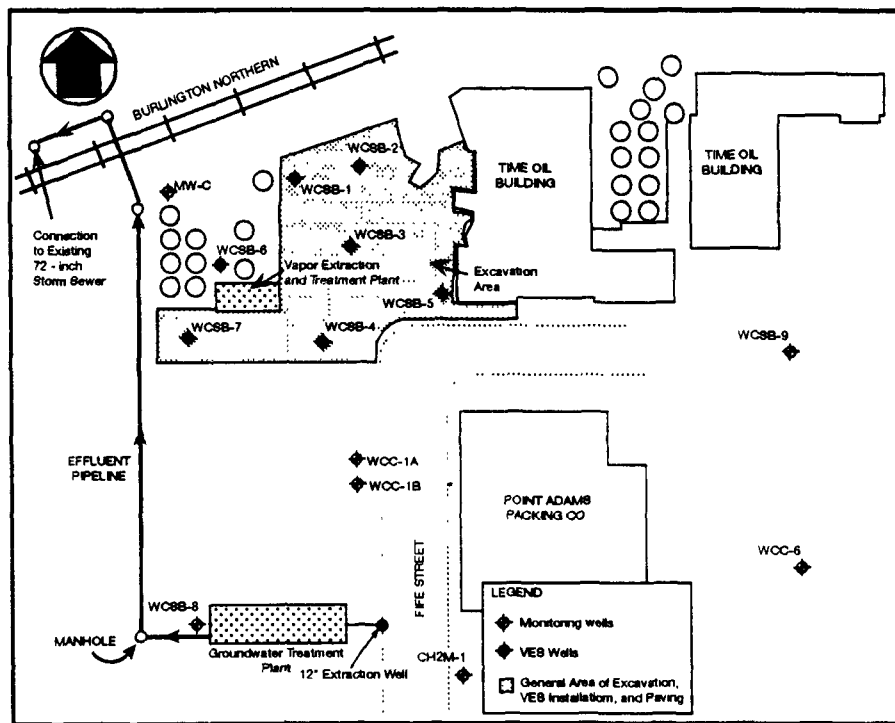 BURLINGTON NORTHERN
WCSB-2
TIME OIL
BUILDING
TIME OIL
BUILDING
MW-C
WCSB-1
Connection
to Existing
72 - inch
Storm Sewer
WCSB-6
WCSB-3
Vapor Extraction
and Treatment Plant
Excavation
Area
WCSB-5
WCSB-7
WCSB-4
WCSB-9
EFFLUENT
PIPELINE
WCC-1A
WCC-1B
POINT ADAMS
PACKING CO
FIFE STREET
WCC-6
WCSB-8
MANHOLE
Groundwater Treatment
Plant
12" Extraction Well
CH2M-1
LEGEND
Monitoring wells
VES Wells
General Area of Excavation,
VES Installatiom, and Paving